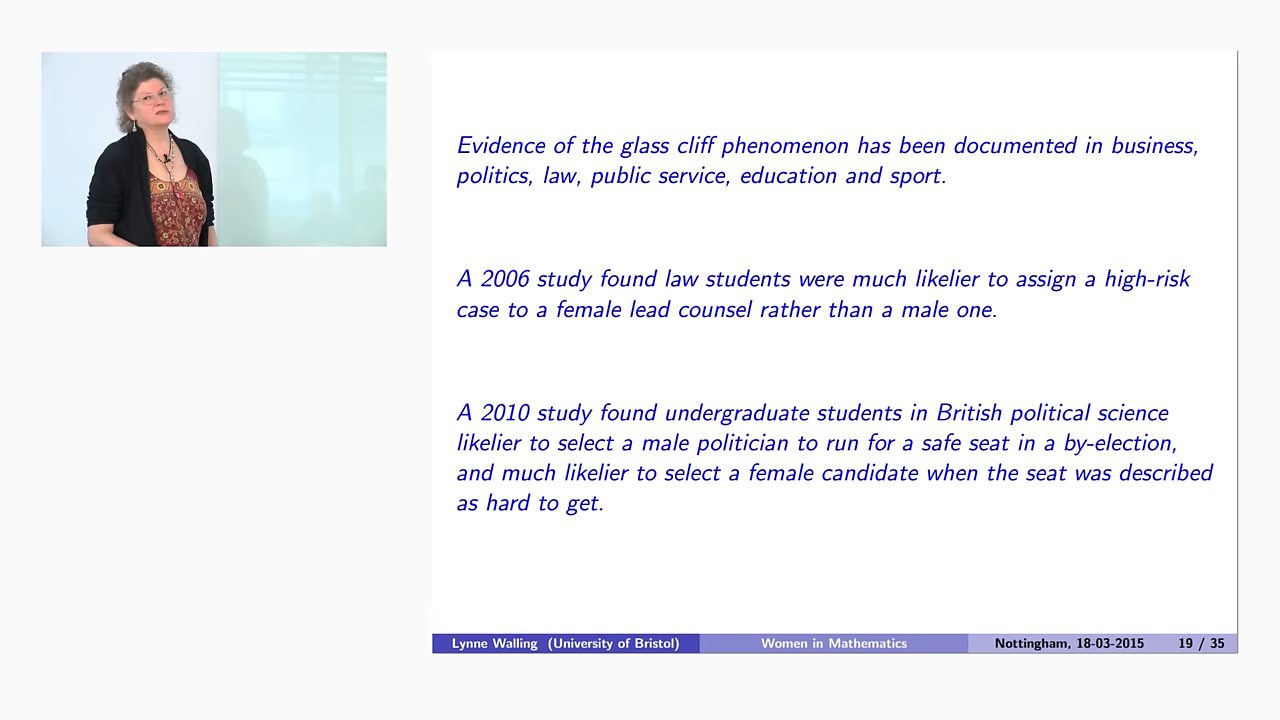 Evidence of the glass cliff phenomenon has been documented in business,
politics, law, public service, education and sport.
A 2006 study found law students were much likelier to assign a high-risk
case to a female lead counsel rather than a male one.
A 2010 study found undergraduate students in British political science
likelier to select a male politician to run for a safe seat in a by-election,
and much likelier to select a female candidate when the seat was described
as hard to get.
Lynne Walling (University of Bristol) Women in Mathematics Nottingham, 18-03-2015 19 / 35